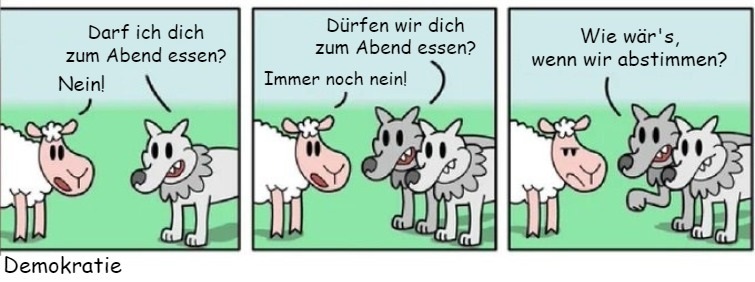 Darf ich dich
zum Abend essen?
Nein!
Dürfen wir dich
zum Abend essen?
Immer noch nein!
Wie wär's,
wenn wir abstimmen?
Demokratie